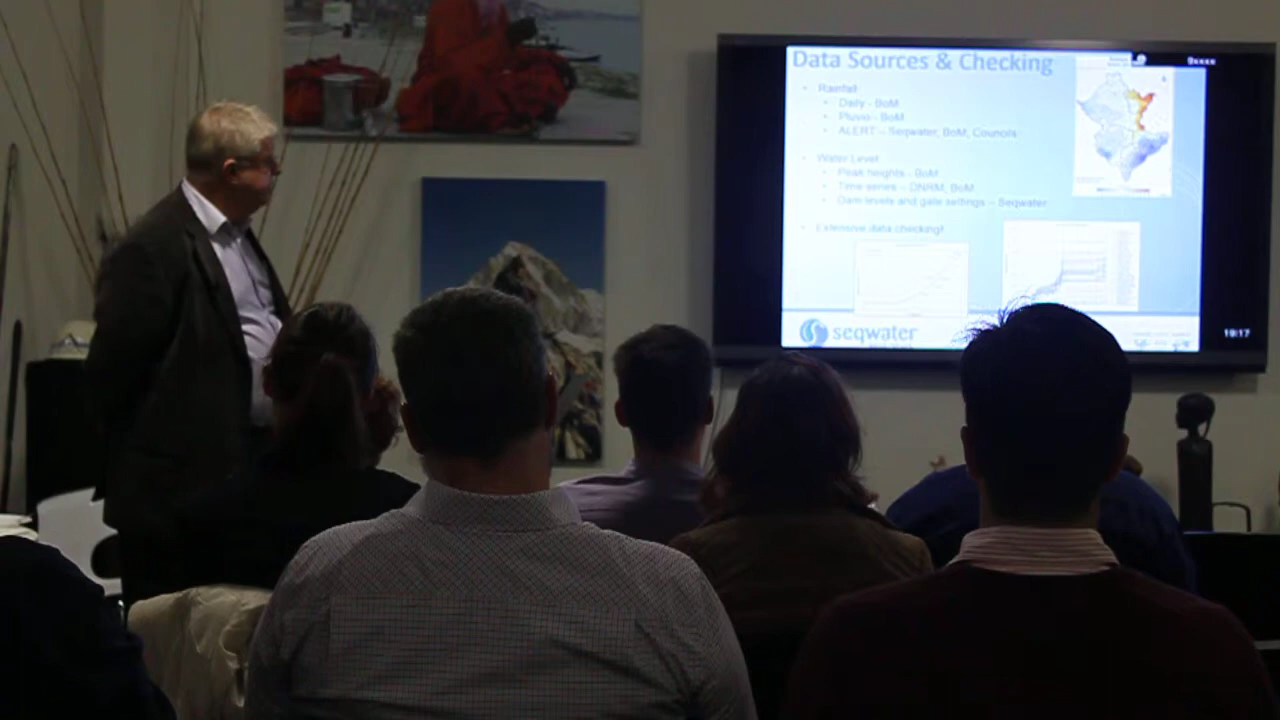 Data Sources & Checking
• Rainfall
• Daily - BoM
• Pluvio - BoM
• ALERT – Seqwater, BoM, Councils
• Water Level
• Peak heights - BoM
• Time series – DNRM, BoM
• Dam levels and gate settings – Seqwater
• Extensive data checking!
seqwater
19:17